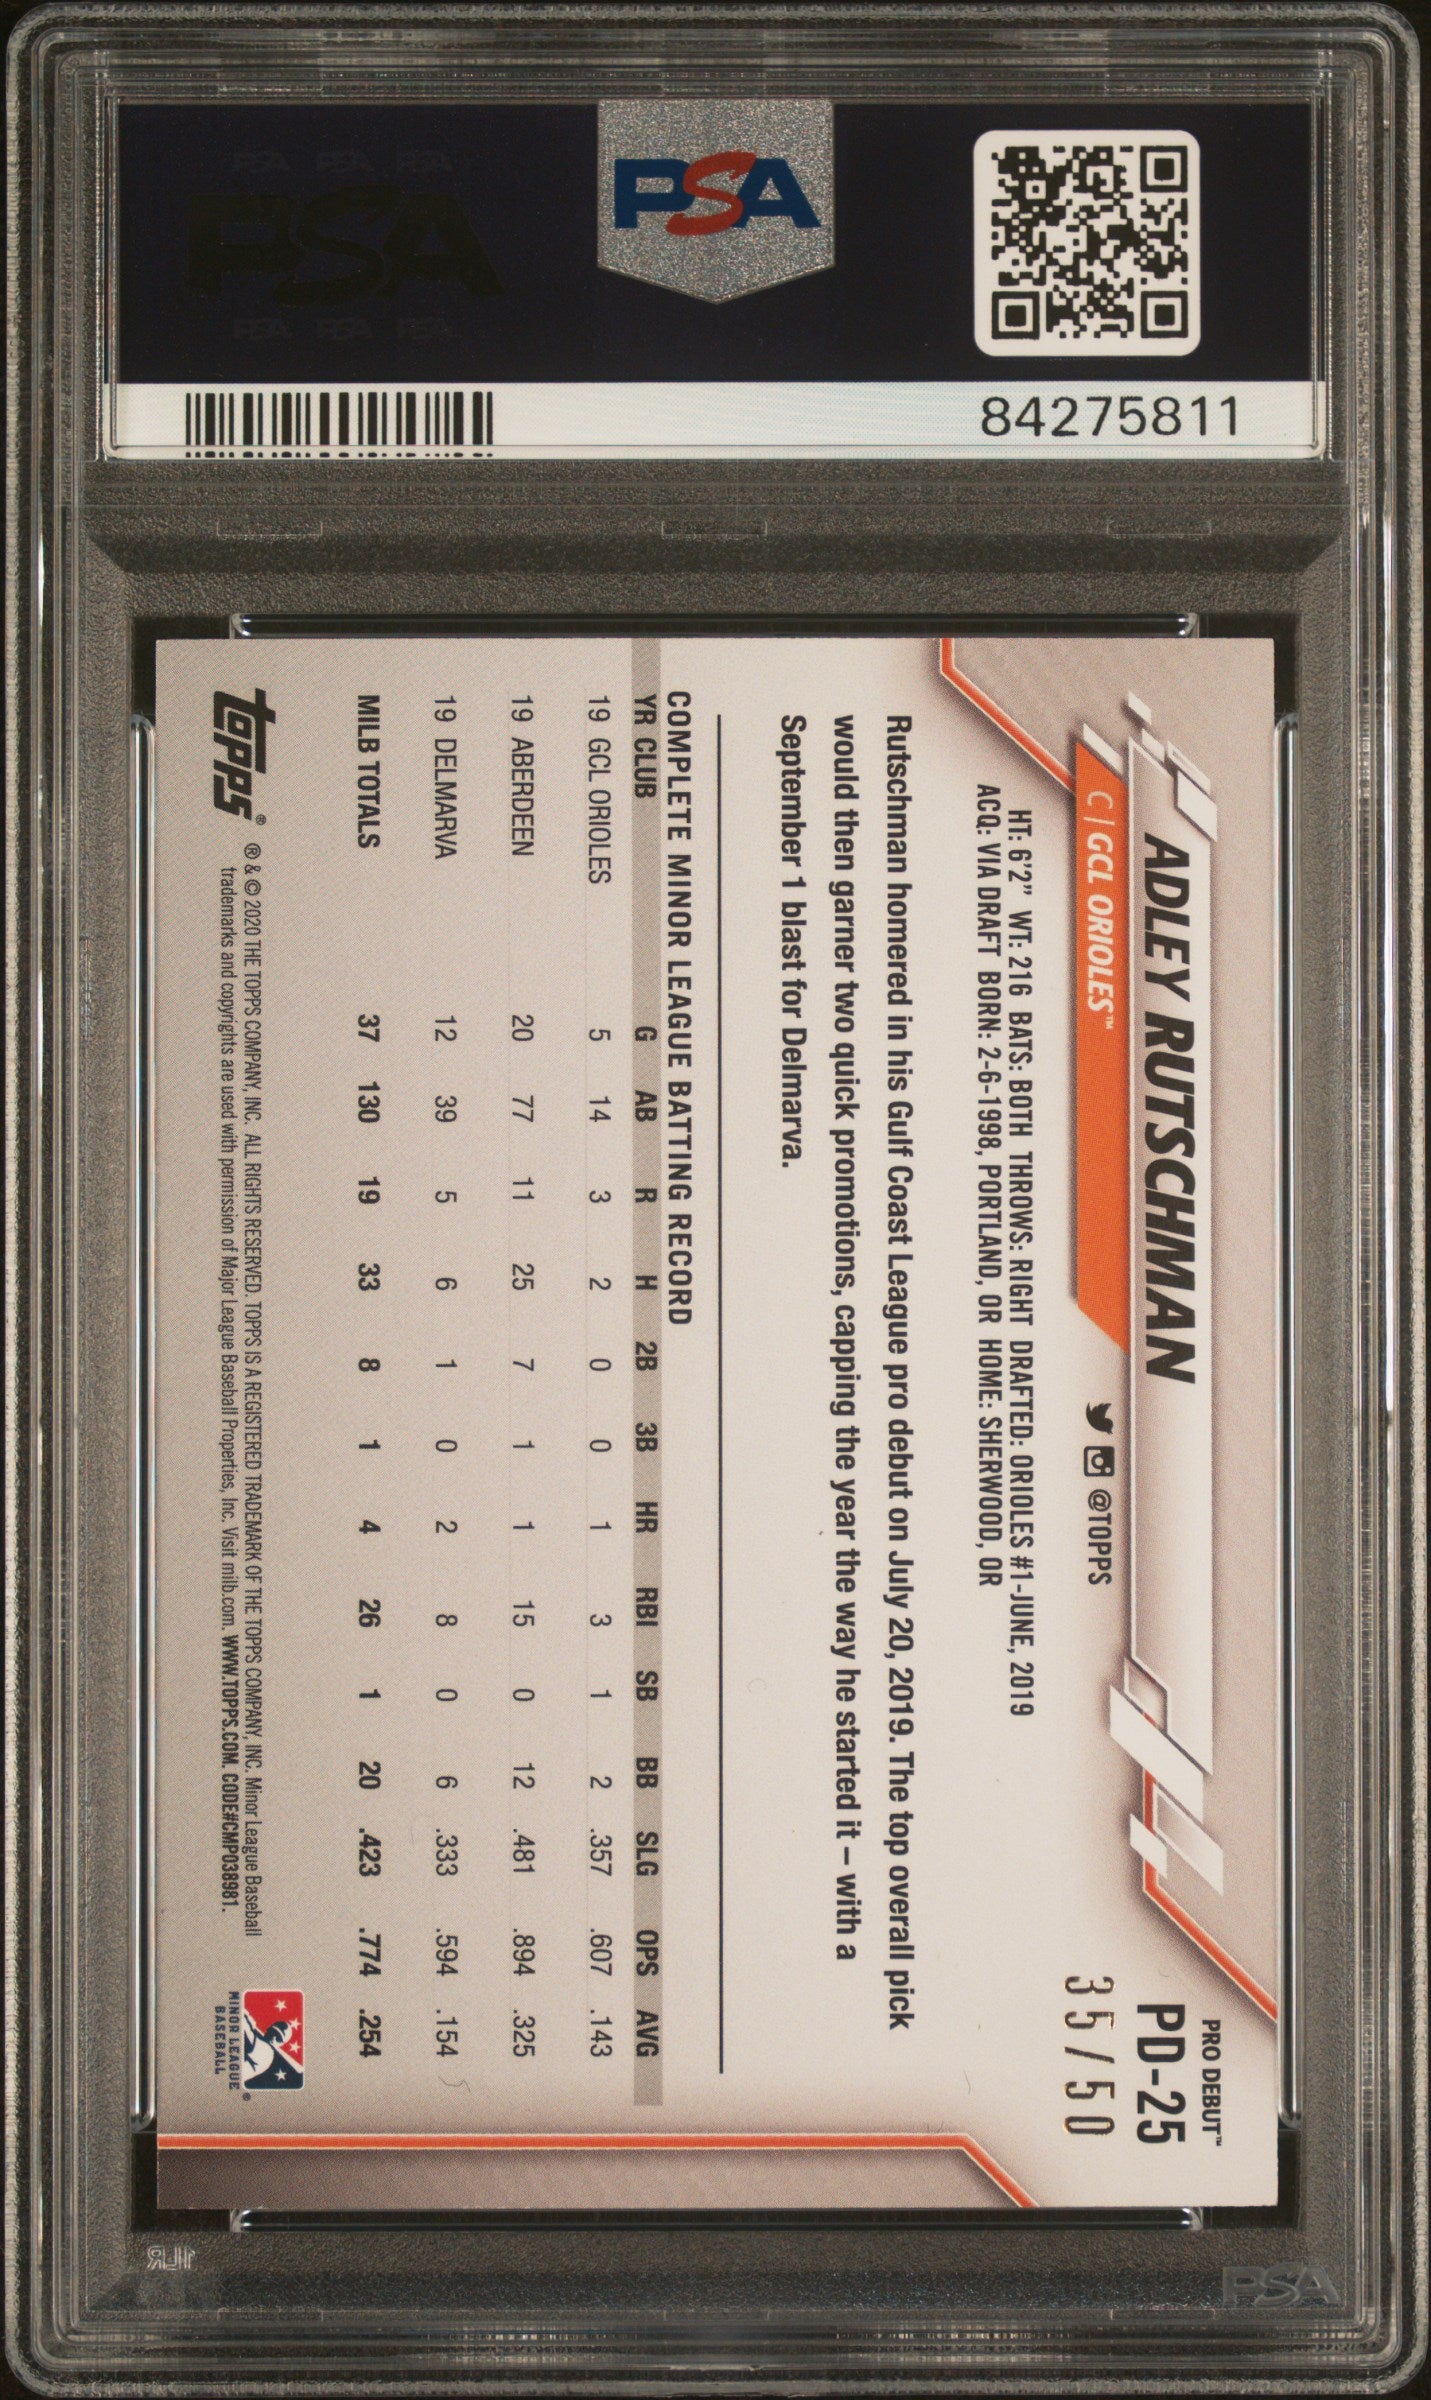 PSA PSA PSA
PSA
PSA PSA PSA
PSA
84275811
PRO DEBUT™
PD-25
35/50
ADLEY RUTSCHMAN
C | GCL ORIOLES™
@TOPPS
HT: 6'2" WT: 216 BATS: BOTH THROWS: RIGHT DRAFTED: ORIOLES #1-JUNE, 2019
ACQ: VIA DRAFT BORN: 2-6-1998, PORTLAND, OR HOME: SHERWOOD, OR
Rutschman homered in his Gulf Coast League pro debut on July 20, 2019. The top overall pick
would then garner two quick promotions, capping the year the way he started it – with a
September 1 blast for Delmarva.
COMPLETE MINOR LEAGUE BATTING RECORD
YR CLUB G AB R H 2B 3B HR RBI SB BB SLG OPS AVG
19 GCL ORIOLES 5 14 3 2 0 0 1 3 1 2 .357 .607 .143
19 ABERDEEN 20 77 11 25 7 1 1 15 0 12 .481 .894 .325
19 DELMARVA 12 39 5 6 1 0 2 8 0 6 .333 .594 .154
MILB TOTALS 37 130 19 33 8 1 4 26 1 20 .423 .774 .254
topps®
® & © 2020 THE TOPPS COMPANY, INC. ALL RIGHTS RESERVED. TOPPS IS A REGISTERED TRADEMARK OF THE TOPPS COMPANY, INC. Minor League Baseball
trademarks and copyrights are used with permission of Major League Baseball Properties, Inc. Visit milb.com. WWW.TOPPS.COM. CODE#CMP038981.
MINOR LEAGUE
BASEBALL®
PSA